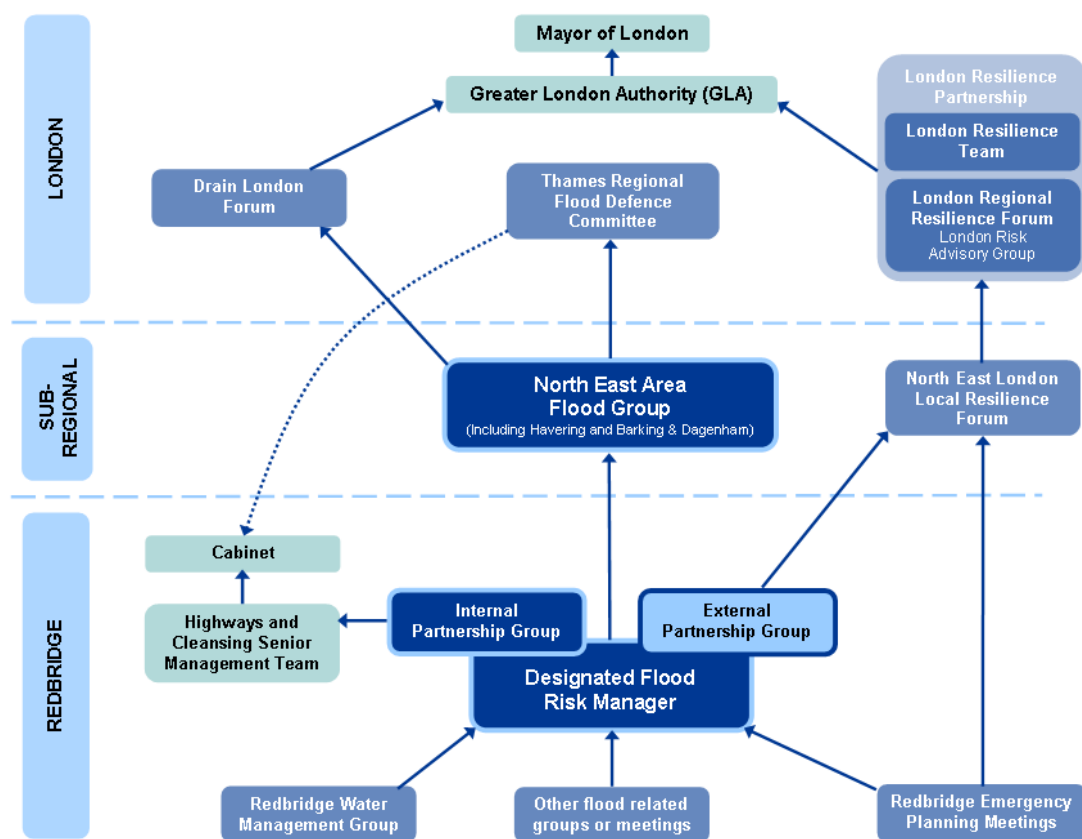 LONDON
Mayor of London
Greater London Authority (GLA)
London Resilience
Partnership
London Resilience
Team
London Regional
Resilience Forum
London Risk
Advisory Group
Drain London
Forum
Thames Regional
Flood Defence
Committee
SUB-
REGIONAL
North East Area
Flood Group
(Including Havering and Barking & Dagenham)
North East London
Local Resilience
Forum
REDBRIDGE
Cabinet
Highways and
Cleansing Senior
Management Team
Internal
Partnership Group
External
Partnership Group
Designated Flood
Risk Manager
Redbridge Water
Management Group
Other flood related
groups or meetings
Redbridge Emergency
Planning Meetings